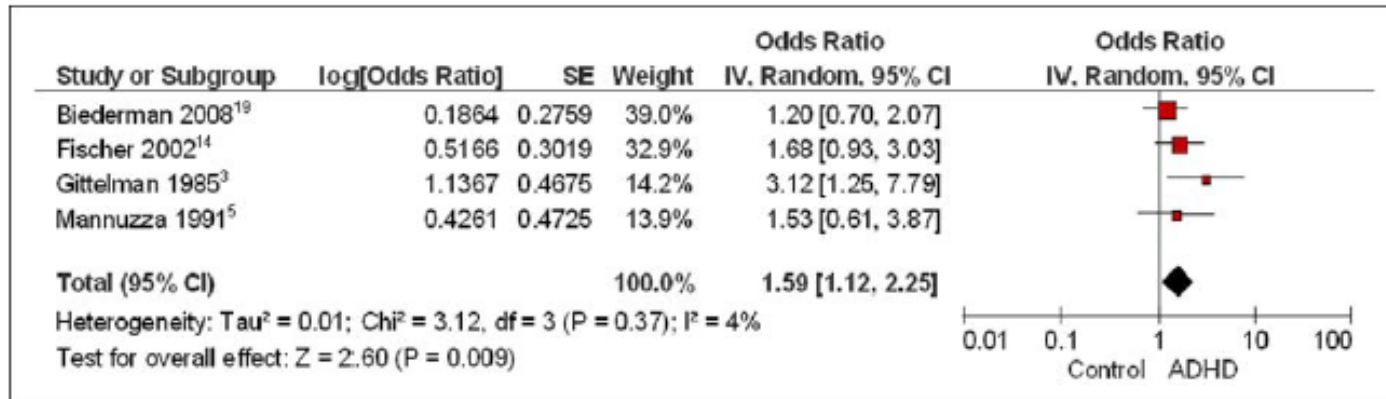 Odds Ratio Odds Ratio
Study or Subgroup log[Odds Ratio] SE Weight IV, Random, 95% CI IV, Random, 95% CI
Biederman 2008¹⁹ 0.1864 0.2759 39.0% 1.20 [0.70, 2.07]
Fischer 2002¹⁴ 0.5166 0.3019 32.9% 1.68 [0.93, 3.03]
Gittelman 1985³ 1.1367 0.4675 14.2% 3.12 [1.25, 7.79]
Mannuzza 1991⁵ 0.4261 0.4725 13.9% 1.53 [0.61, 3.87]
Total (95% CI) 100.0% 1.59 [1.12, 2.25]
Heterogeneity: Tau² = 0.01; Chi² = 3.12, df = 3 (P = 0.37); I² = 4%
Test for overall effect: Z = 2.60 (P = 0.009)
0.01 0.1 1 10 100
Control ADHD